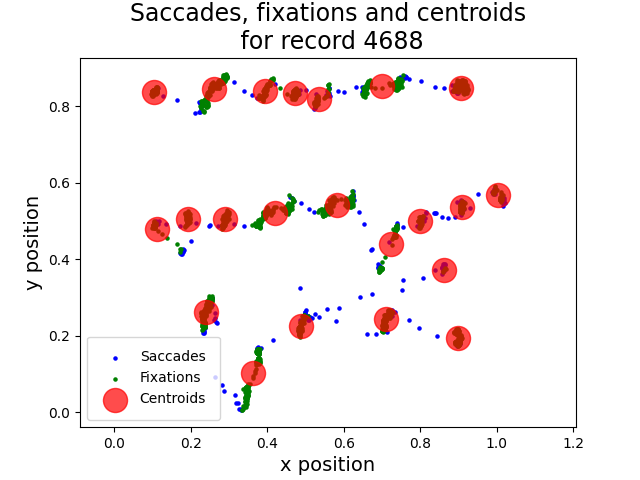 Saccades, fixations and centroids
for record 4688
y position
0.8
0.6
0.4
0.2
0.0
Saccades
Fixations
Centroids
0.0 0.2 0.4 0.6 0.8 1.0 1.2
x position